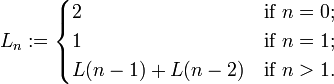 L_n := { 2 if n = 0;
1 if n = 1;
L(n − 1) + L(n − 2) if n > 1.